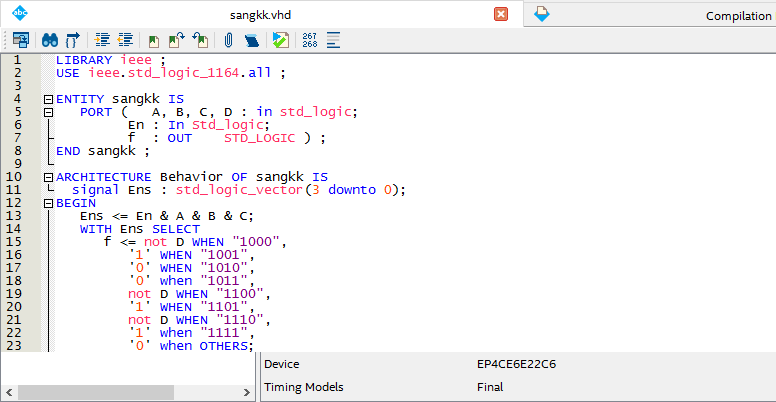 sangkk.vhd
Compilation
abc
267
268
1 LIBRARY ieee ;
2 USE ieee.std_logic_1164.all ;
3
4 ENTITY sangkk IS
5 PORT ( A, B, C, D : in std_logic;
6 En : In Std_logic;
7 f : OUT STD_LOGIC ) ;
8 END sangkk ;
9
10 ARCHITECTURE Behavior OF sangkk IS
11 signal Ens : std_logic_vector(3 downto 0);
12 BEGIN
13 Ens <= En & A & B & C;
14 WITH Ens SELECT
15 f <= not D WHEN "1000",
16 '1' WHEN "1001",
17 '0' WHEN "1010",
18 '0' when "1011",
19 not D WHEN "1100",
20 '1' WHEN "1101",
21 not D WHEN "1110",
22 '1' when "1111",
23 '0' when OTHERS;
Device EP4CE6E22C6
Timing Models Final